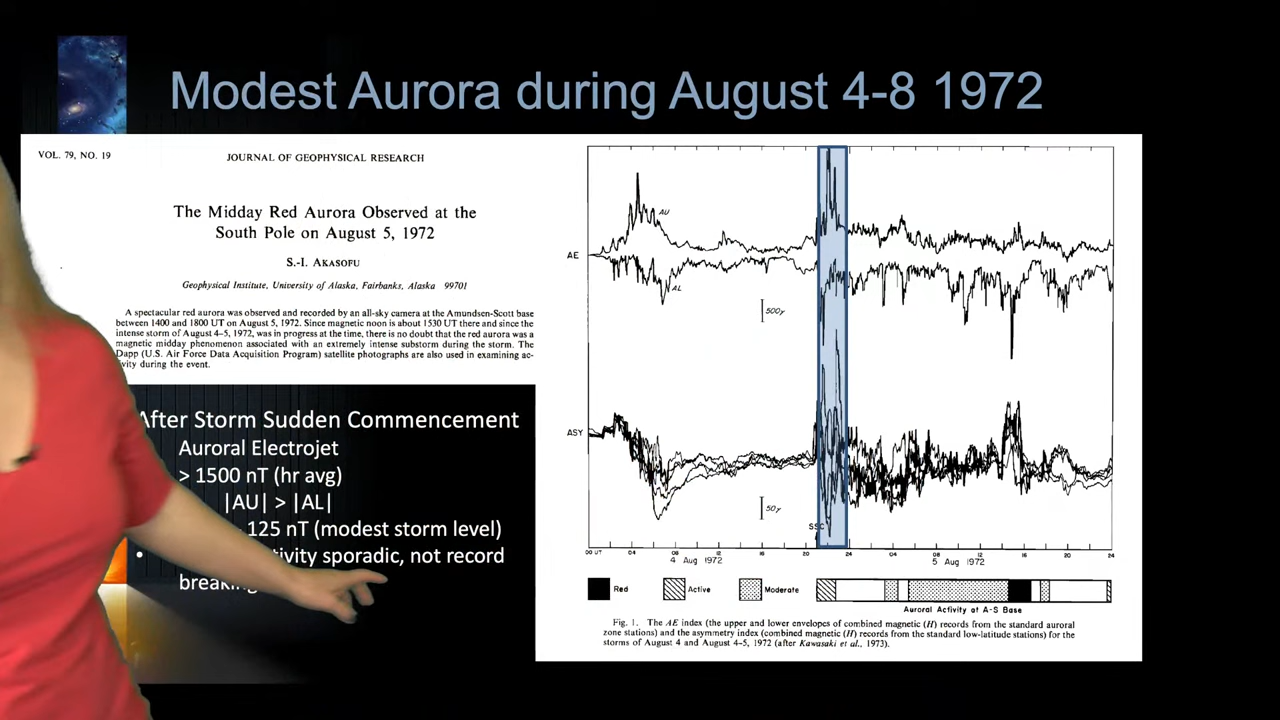 Modest Aurora during August 4-8 1972
VOL. 79, NO. 19
JOURNAL OF GEOPHYSICAL RESEARCH
The Midday Red Aurora Observed at the
South Pole on August 5, 1972
S.-I. AKASOFU
Geophysical Institute, University of Alaska, Fairbanks, Alaska 99701
A spectacular red aurora was observed and recorded by an all-sky camera at the Amundsen-Scott base
between 1400 and 1800 UT on August 5, 1972. Since magnetic noon is about 1530 UT there and since the
intense storm of August 4-5, 1972, was in progress at the time, there is no doubt that the red aurora was a
magnetic midday phenomenon associated with an extremely intense substorm during the storm. The
Dapp (U.S. Air Force Data Acquisition Program) satellite photographs are also used in examining ac-
tivity during the event.
After Storm Sudden Commencement
Auroral Electrojet
> 1500 nT (hr avg)
|AU| > |AL|
125 nT (modest storm level)
• sporadic, not record
AU
AE
AL
500γ
ASY
50γ
SSC
00 UT 04 08 12 16 20 24 04 08 12 16 20 24
4 Aug 1972
5 Aug 1972
Red
Active
Moderate
Auroral Activity at A-S Base
Fig. 1. The AE index (the upper and lower envelopes of combined magnetic (H) records from the standard auroral
zone stations) and the asymmetry index (combined magnetic (H) records from the standard low-latitude stations) for the
storms of August 4 and August 4-5, 1972 (after Kawasaki et al., 1973).